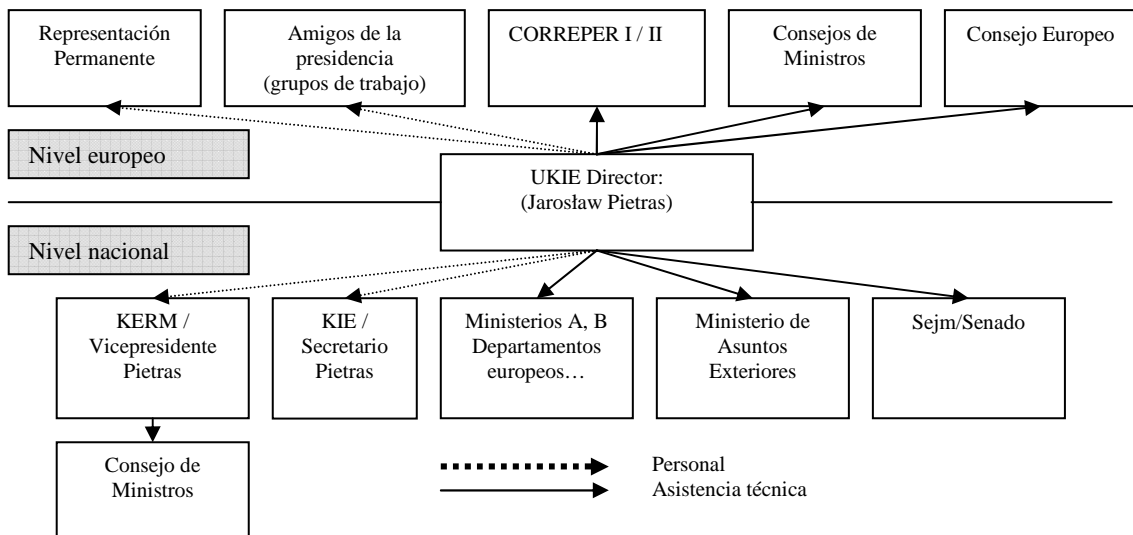 Representación
Permanente
Amigos de la
presidencia
(grupos de trabajo)
CORREPER I / II
Consejos de
Ministros
Consejo Europeo
Nivel europeo
UKIE Director:
(Jarosław Pietras)
Nivel nacional
KERM /
Vicepresidente
Pietras
KIE /
Secretario
Pietras
Ministerios A, B
Departamentos
europeos…
Ministerio de
Asuntos
Exteriores
Sejm/Senado
Consejo de
Ministros
Personal
Asistencia técnica